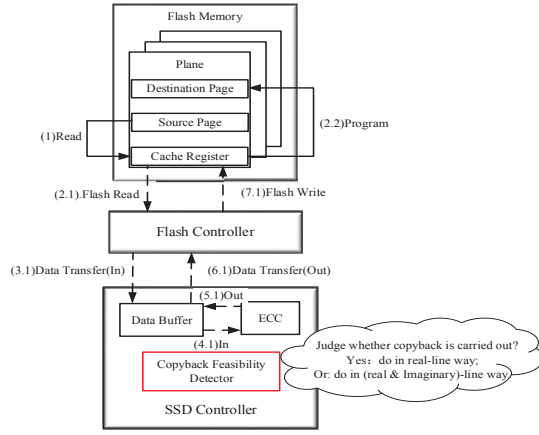 Flash Memory
Plane
Destination Page
Source Page
(2.2)Program
(1)Read
Cache Register
(2.1).Flash Read
(7.1)Flash Write
Flash Controller
(3.1)Data Transfer(In)
(6.1)Data Transfer(Out)
(5.1)Out
Data Buffer
ECC
(4.1)In
Judge whether copyback is carried out?
Yes: do in real-line way;
Or: do in (real & Imaginary)-line way
Copyback Feasibility
Detector
SSD Controller